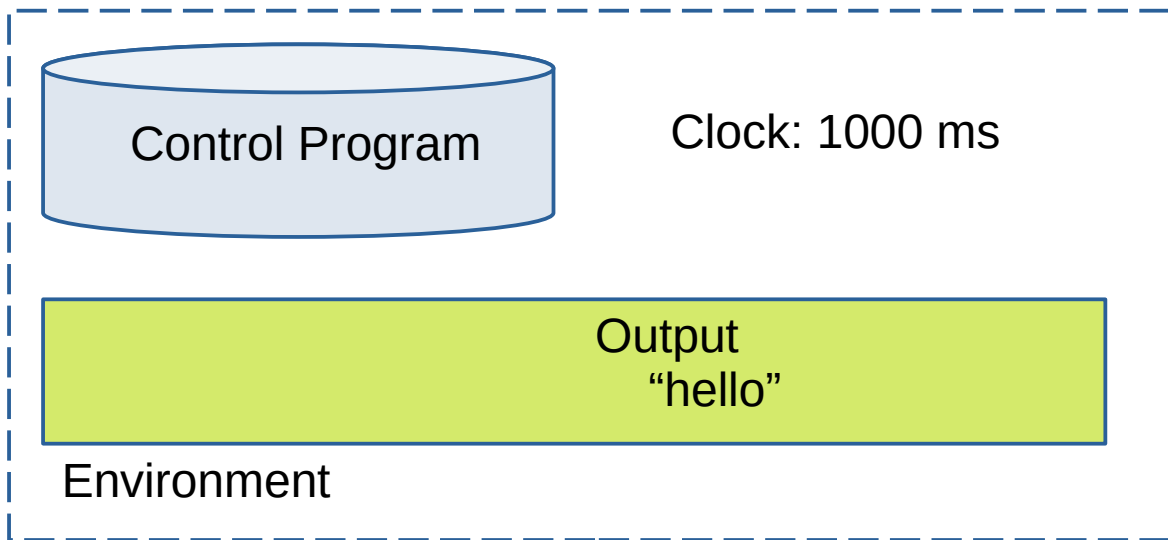 Control Program
Clock: 1000 ms
Output
“hello”
Environment